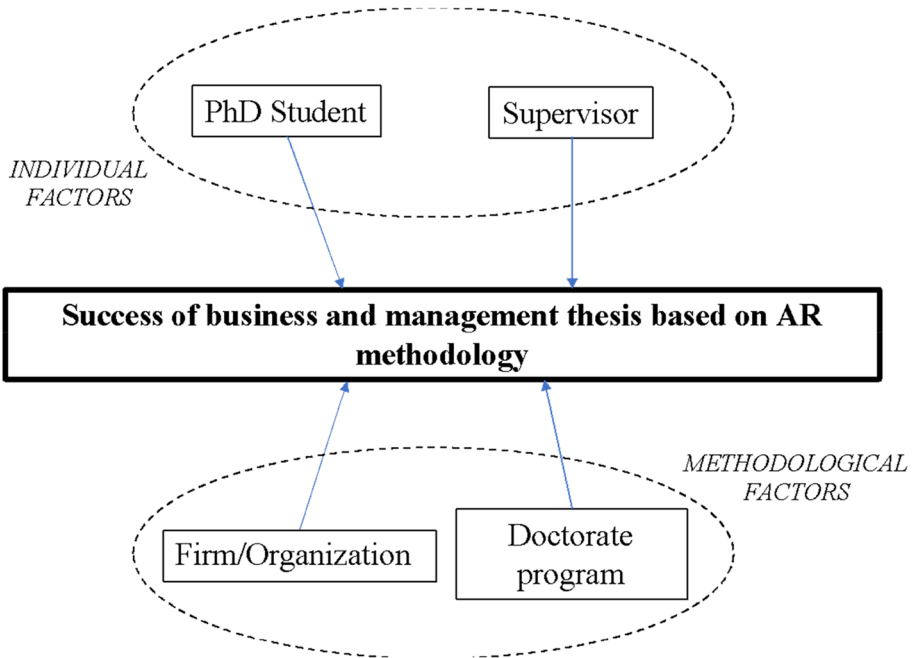 PhD Student
Supervisor
INDIVIDUAL
FACTORS
Success of business and management thesis based on AR
methodology
METHODOLOGICAL
FACTORS
Firm/Organization
Doctorate
program